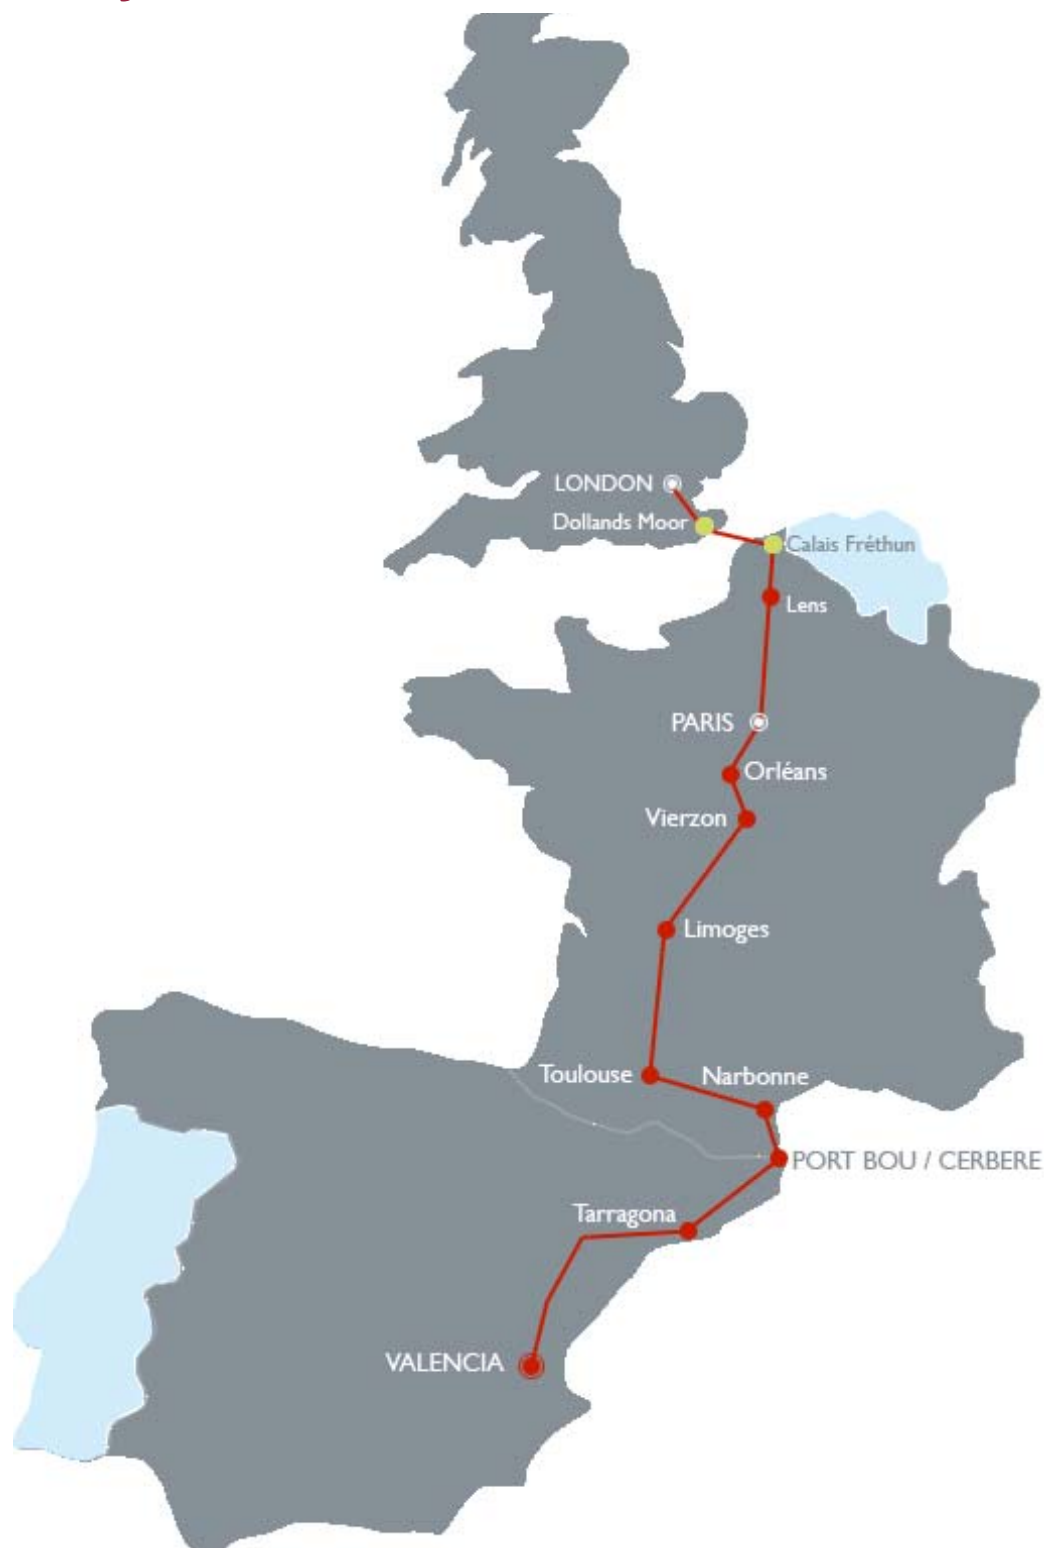 LONDON
Dollands Moor
Calais Fréthun
Lens
PARIS
Orléans
Vierzon
Limoges
Toulouse
Narbonne
PORT BOU / CERBERE
Tarragona
VALENCIA